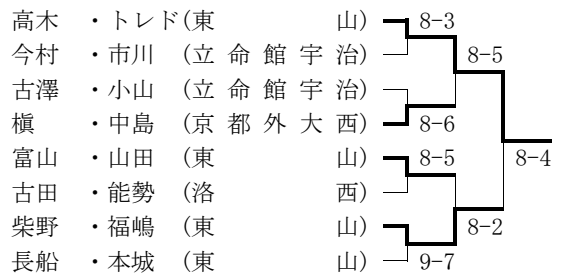 高木 ・トレド(東 山) 8-3
今村 ・市川 (立 命 館 宇 治) 8-5
古澤 ・小山 (立 命 館 宇 治)
槇 ・中島 (京 都 外 大 西) 8-6
富山 ・山田 (東 山) 8-5 8-4
古田 ・能勢 (洛 西)
柴野 ・福嶋 (東 山) 8-2
長船 ・本城 (東 山) 9-7